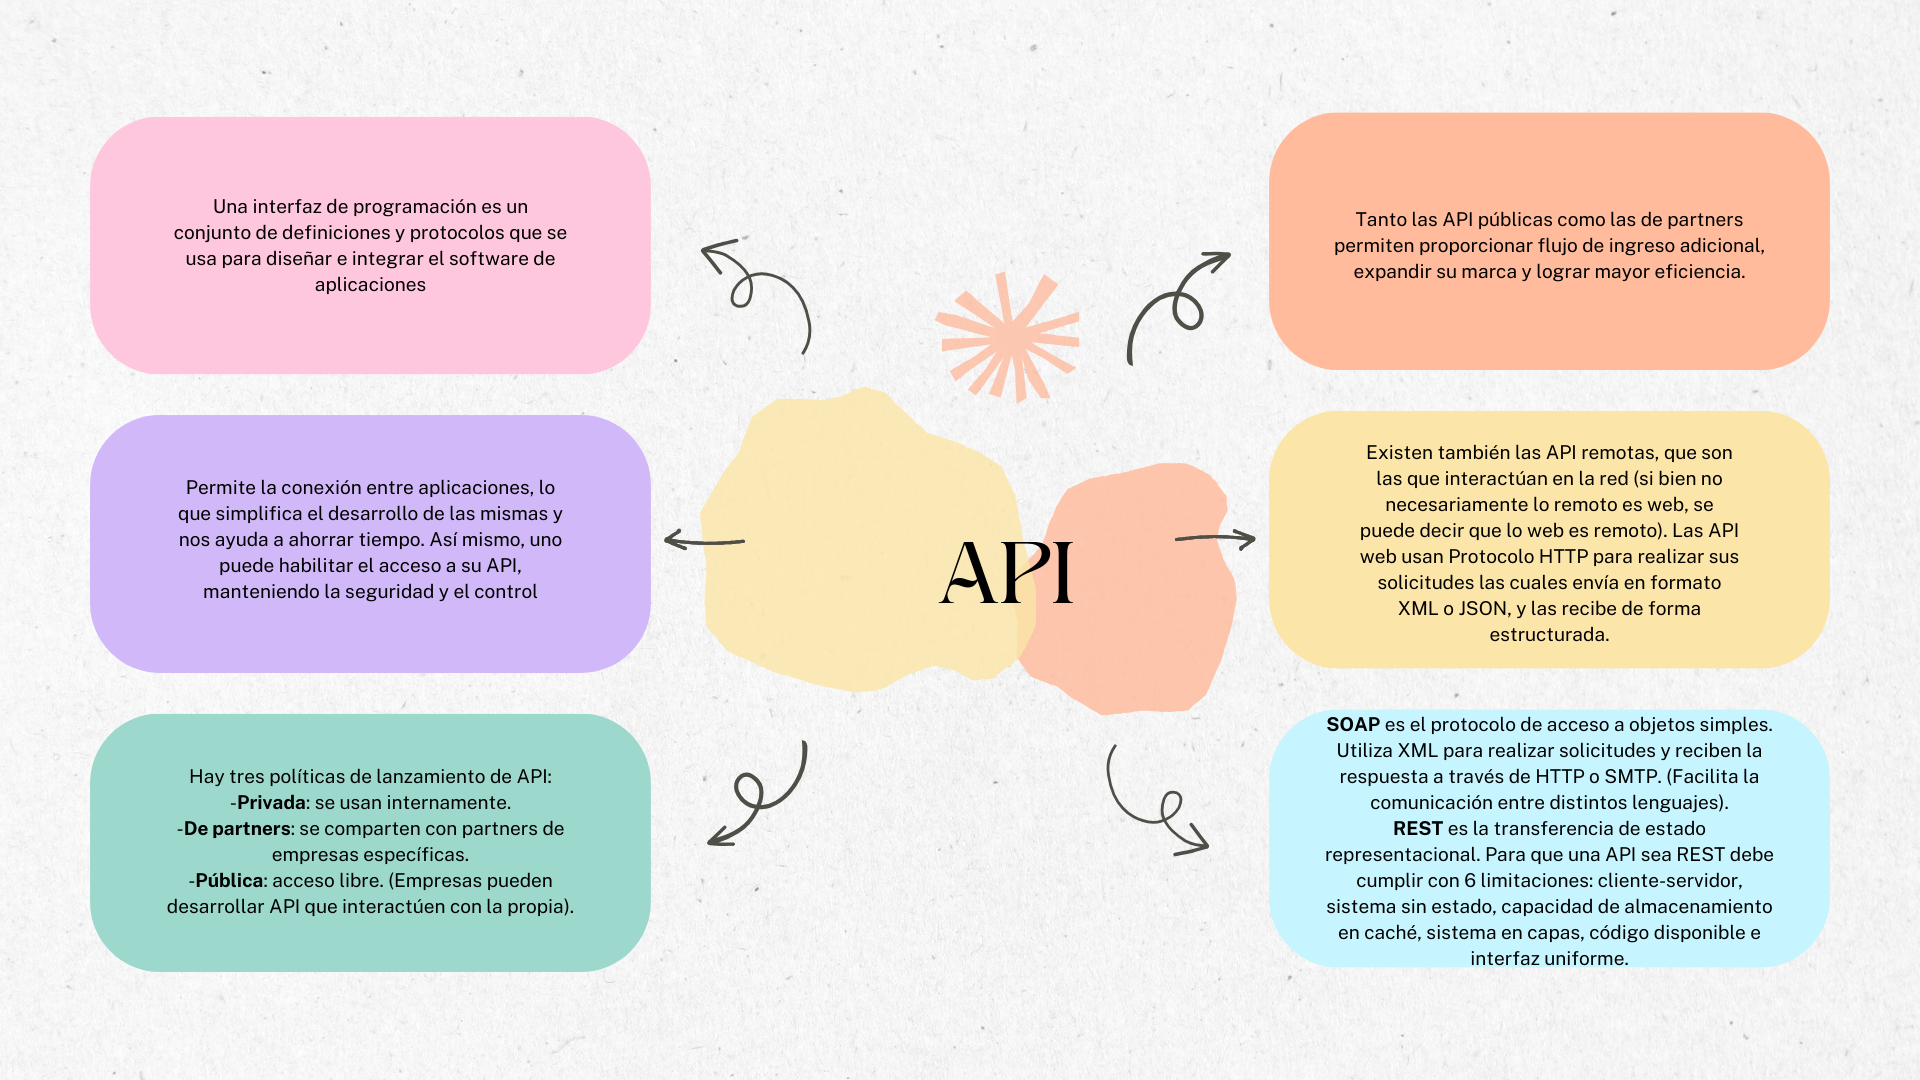 Una interfaz de programación es un
conjunto de definiciones y protocolos que se
usa para diseñar e integrar el software de
aplicaciones
Permite la conexión entre aplicaciones, lo
que simplifica el desarrollo de las mismas y
nos ayuda a ahorrar tiempo. Así mismo, uno
puede habilitar el acceso a su API,
manteniendo la seguridad y el control
Hay tres políticas de lanzamiento de API:
-Privada: se usan internamente.
-De partners: se comparten con partners de
empresas específicas.
-Pública: acceso libre. (Empresas pueden
desarrollar API que interactúen con la propia).
API
Tanto las API públicas como las de partners
permiten proporcionar flujo de ingreso adicional,
expandir su marca y lograr mayor eficiencia.
Existen también las API remotas, que son
las que interactúan en la red (si bien no
necesariamente lo remoto es web, se
puede decir que lo web es remoto). Las API
web usan Protocolo HTTP para realizar sus
solicitudes las cuales envía en formato
XML o JSON, y las recibe de forma
estructurada.
SOAP es el protocolo de acceso a objetos simples.
Utiliza XML para realizar solicitudes y reciben la
respuesta a través de HTTP o SMTP. (Facilita la
comunicación entre distintos lenguajes).
REST es la transferencia de estado
representacional. Para que una API sea REST debe
cumplir con 6 limitaciones: cliente-servidor,
sistema sin estado, capacidad de almacenamiento
en caché, sistema en capas, código disponible e
interfaz uniforme.